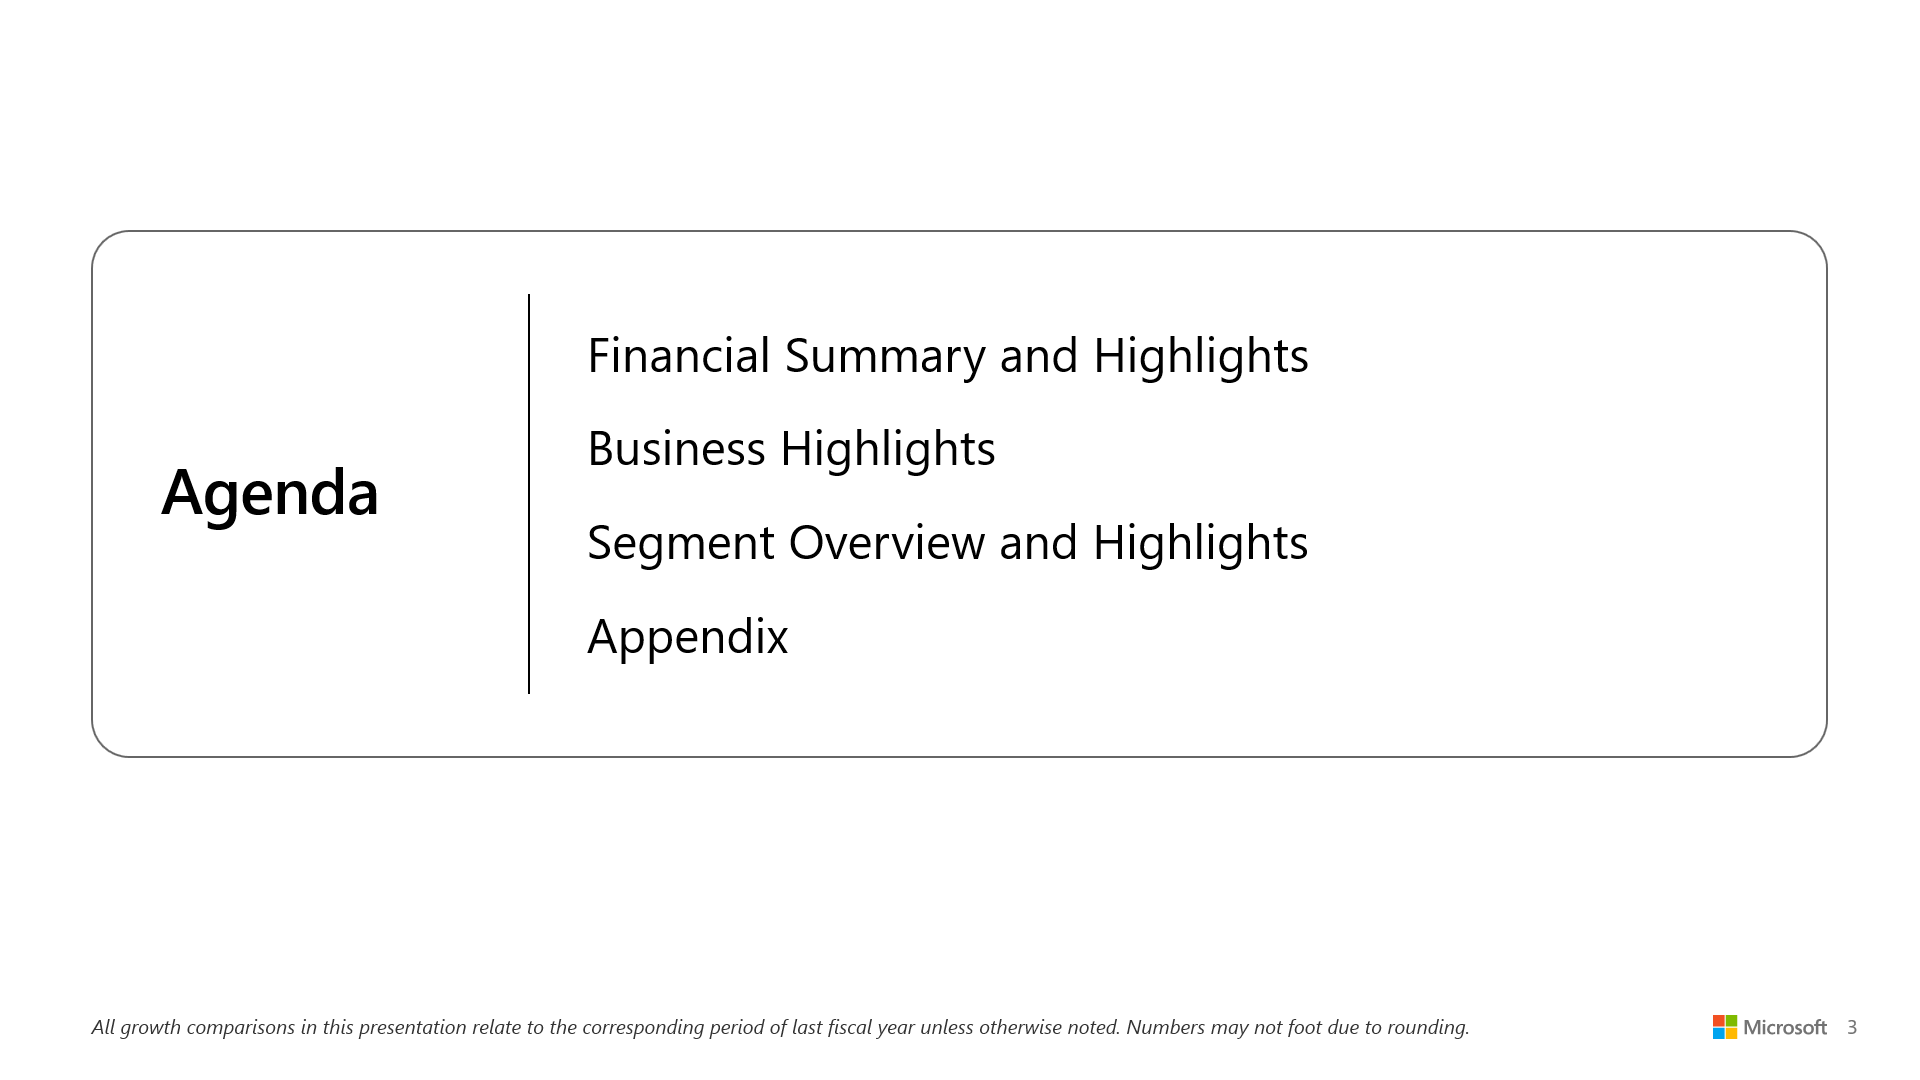 Agenda
Financial Summary and Highlights
Business Highlights
Segment Overview and Highlights
Appendix
All growth comparisons in this presentation relate to the corresponding period of last fiscal year unless otherwise noted. Numbers may not foot due to rounding.
Microsoft 3